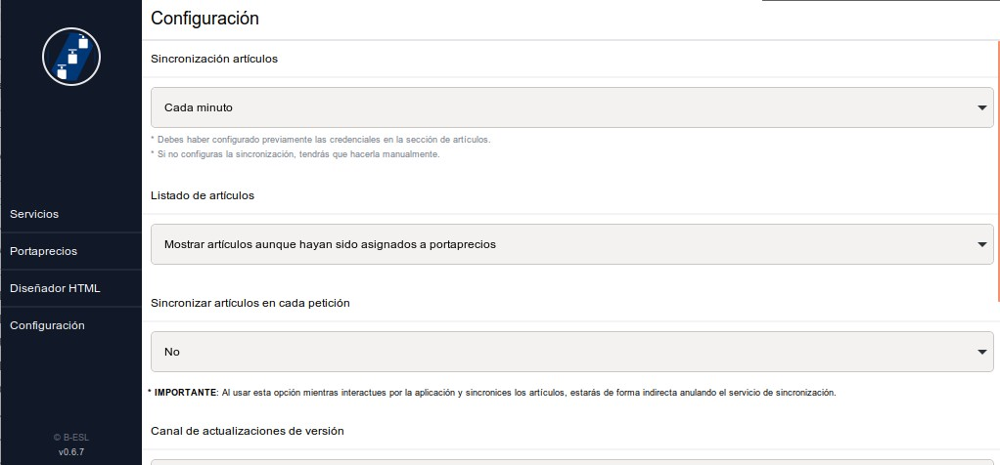 Configuración
Sincronización artículos
Cada minuto
* Debes haber configurado previamente las credenciales en la sección de artículos.
* Si no configuras la sincronización, tendrás que hacerla manualmente.
Listado de artículos
Mostrar artículos aunque hayan sido asignados a portaprecios
Sincronizar artículos en cada petición
No
* IMPORTANTE: Al usar esta opción mientras interactues por la aplicación y sincronices los artículos, estarás de forma indirecta anulando el servicio de sincronización.
Canal de actualizaciones de versión
Servicios
Portaprecios
Diseñador HTML
Configuración
© B-ESL
v0.6.7